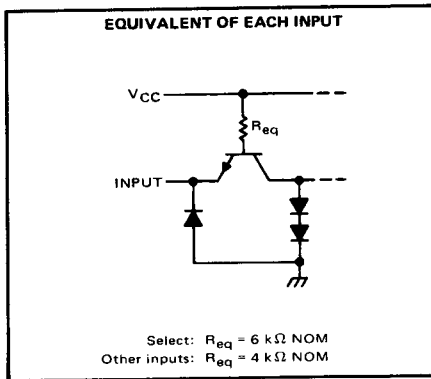 EQUIVALENT OF EACH INPUT
VCC
Req
INPUT
Select: Req = 6 kΩ NOM
Other inputs: Req = 4 kΩ NOM